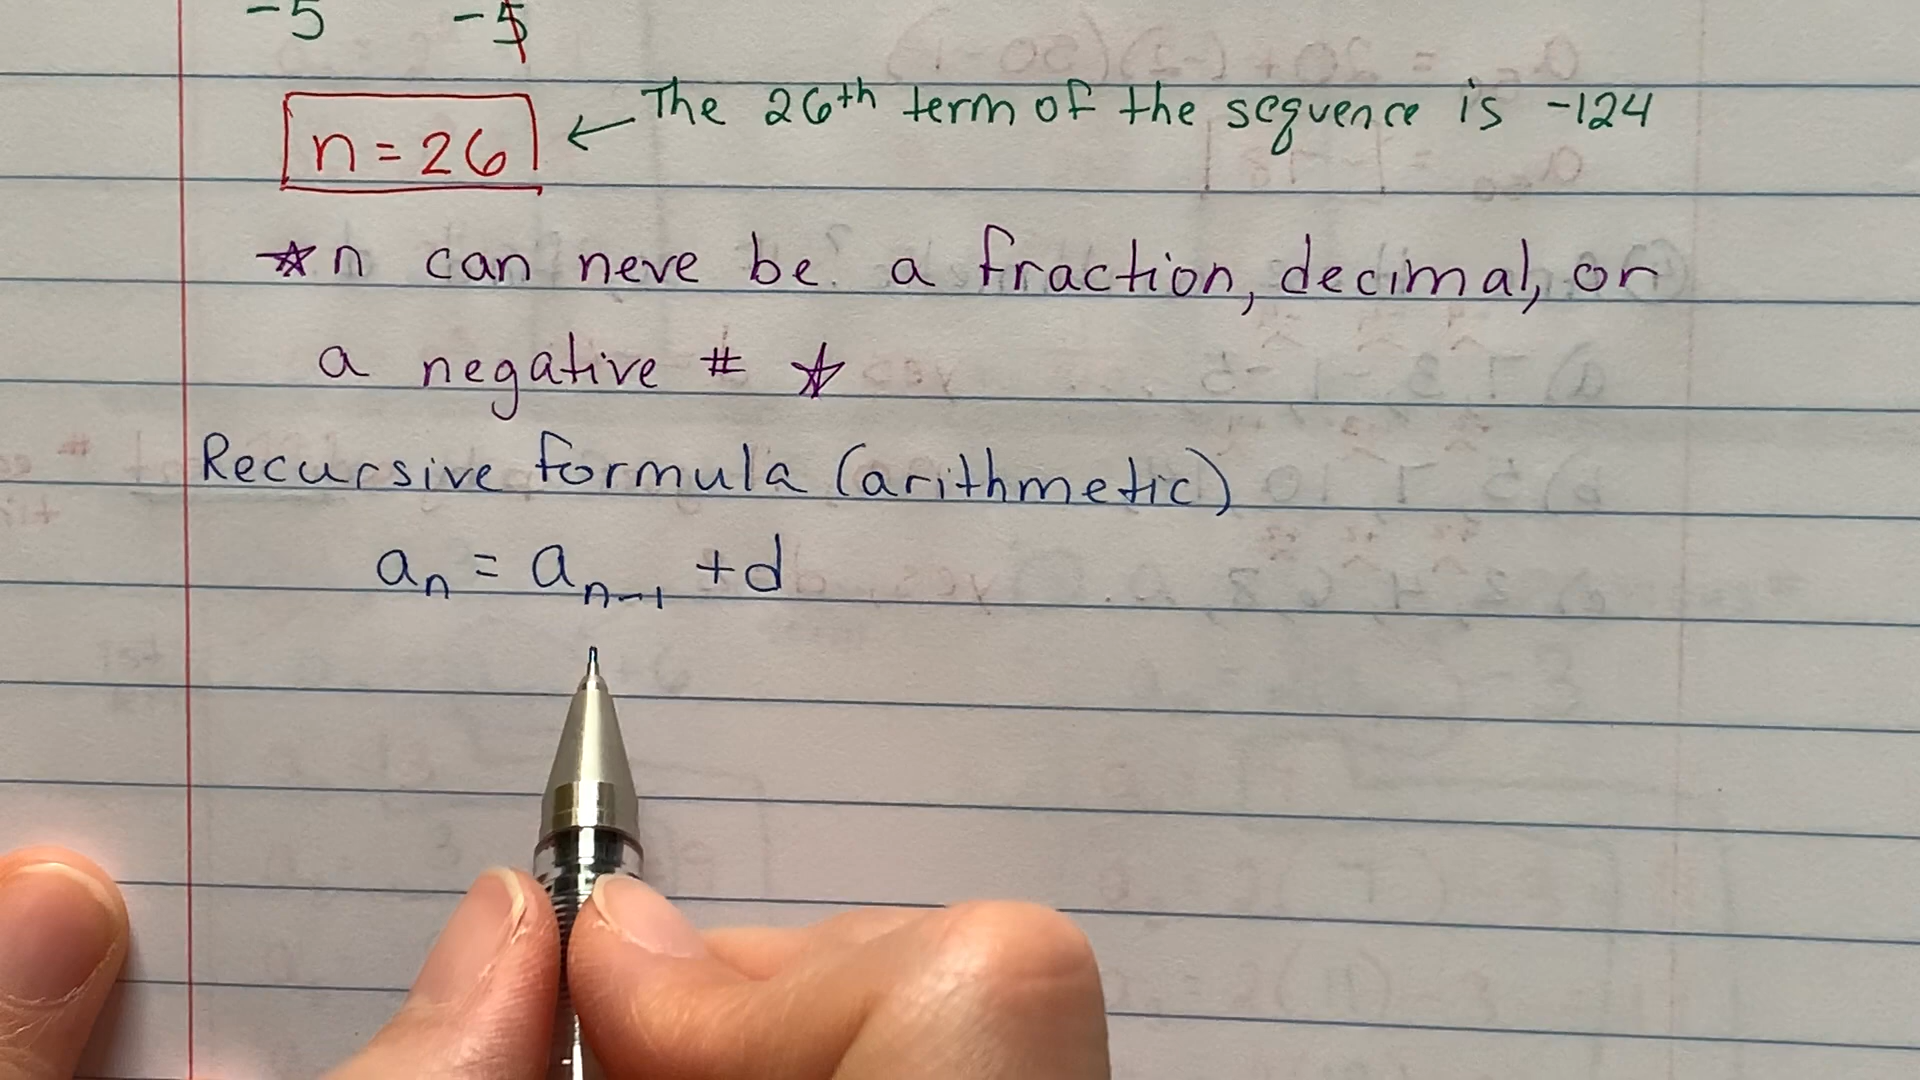 -5 -5
n = 26 ← The 26th term of the sequence is -124
☆n can neve be a fraction, decimal, or
a negative # ☆
Recursive formula (arithmetic)
aₙ = aₙ₋₁ + d